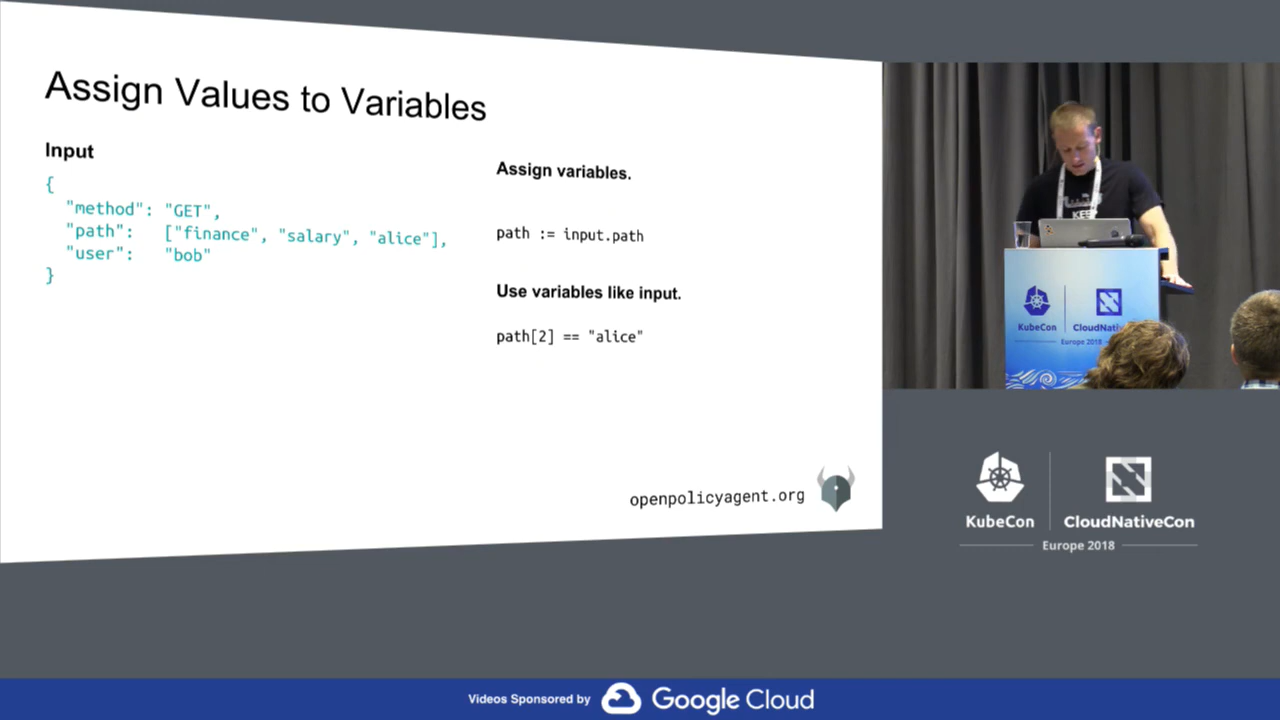 Assign Values to Variables
Input
{
"method": "GET",
"path": ["finance", "salary", "alice"],
"user": "bob"
}
Assign variables.
path := input.path
Use variables like input.
path[2] == "alice"
openpolicyagent.org
KubeCon
Europe 2018
KubeCon
CloudNativeCon
Europe 2018
Videos Sponsored by Google Cloud